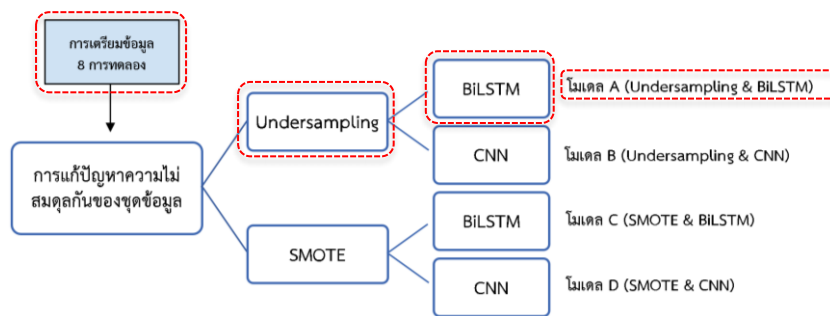 การเตรียมข้อมูล
8 การทดลอง
การแก้ปัญหาความไม่
สมดุลกันของชุดข้อมูล
Undersampling
SMOTE
BiLSTM
โมเดล A (Undersampling & BiLSTM)
CNN
โมเดล B (Undersampling & CNN)
BiLSTM
โมเดล C (SMOTE & BiLSTM)
CNN
โมเดล D (SMOTE & CNN)